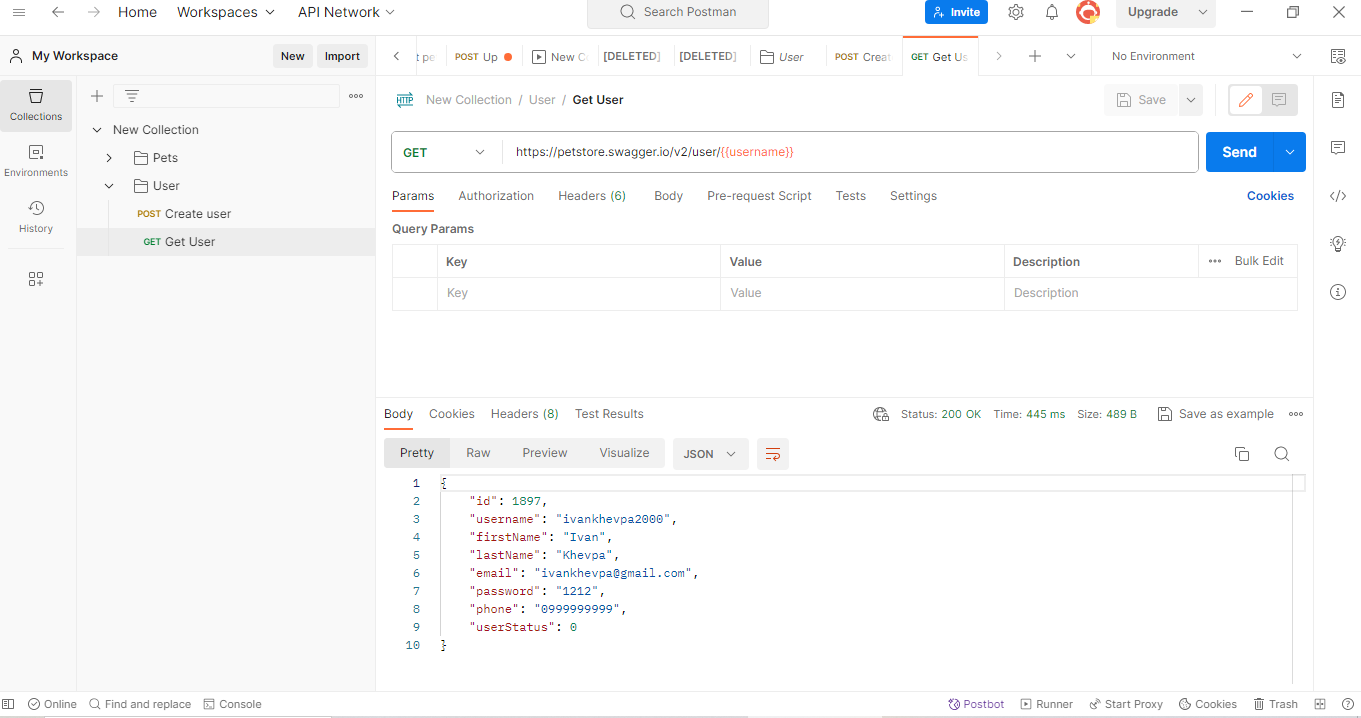 Home Workspaces API Network Search Postman Invite Upgrade
My Workspace New Import
POST Up New C [DELETED] [DELETED] User POST Creat GET Get Us No Environment
Collections
Environments
History
New Collection
Pets
User
POST Create user
GET Get User
HTTP New Collection / User / Get User Save
GET https://petstore.swagger.io/v2/user/{{username}} Send
Params Authorization Headers (6) Body Pre-request Script Tests Settings Cookies
Query Params
Key Value Description Bulk Edit
Key Value Description
Body Cookies Headers (8) Test Results Status: 200 OK Time: 445 ms Size: 489 B Save as example
Pretty Raw Preview Visualize JSON
1 {
2 "id": 1897,
3 "username": "ivankhevpa2000",
4 "firstName": "Ivan",
5 "lastName": "Khevpa",
6 "email": "ivankhevpa@gmail.com",
7 "password": "1212",
8 "phone": "0999999999",
9 "userStatus": 0
10 }
Online Find and replace Console Postbot Runner Start Proxy Cookies Trash